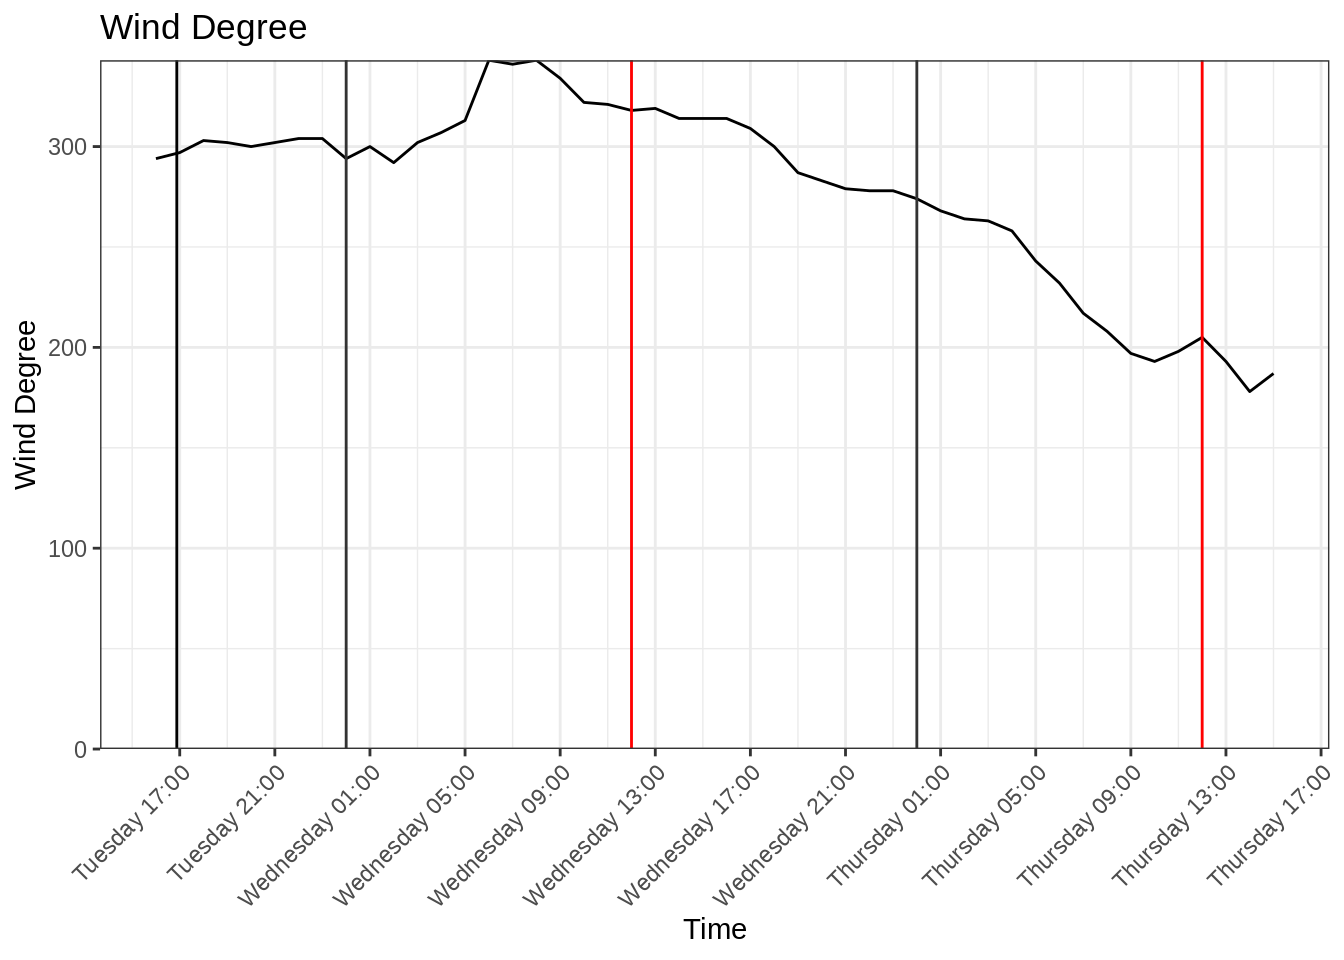 Wind Degree
Wind Degree
300
200
100
0
Tuesday 17:00
Tuesday 21:00
Wednesday 01:00
Wednesday 05:00
Wednesday 09:00
Wednesday 13:00
Wednesday 17:00
Wednesday 21:00
Thursday 01:00
Thursday 05:00
Thursday 09:00
Thursday 13:00
Thursday 17:00
Time